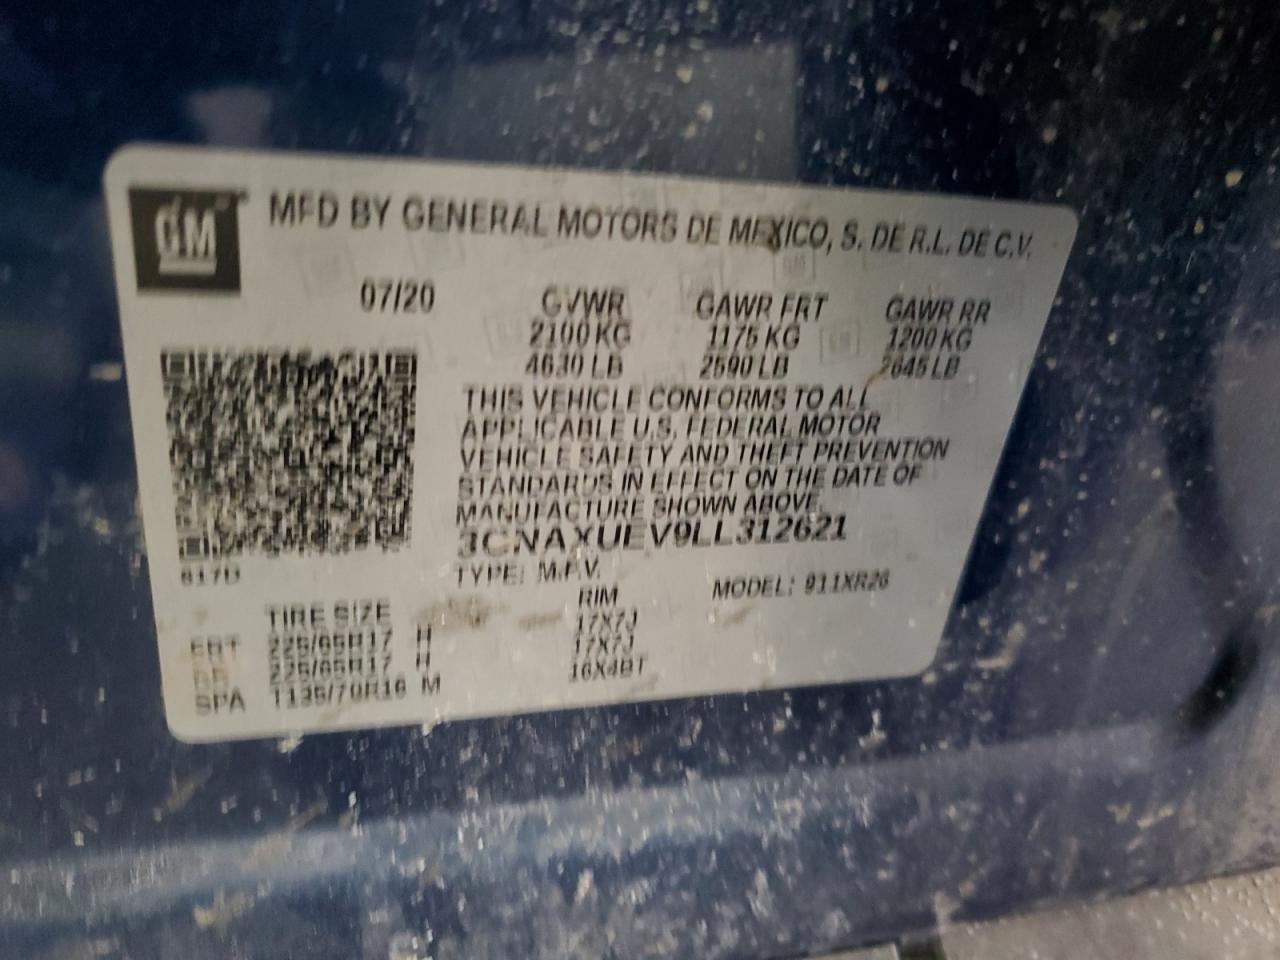 GM
MFD BY GENERAL MOTORS DE MEXICO, S. DE R.L. DE C.V.
07/20 GVWR GAWR FRT GAWR RR
2100 KG 1175 KG 1200 KG
4630 LB 2590 LB 2645 LB
THIS VEHICLE CONFORMS TO ALL
APPLICABLE U.S. FEDERAL MOTOR
VEHICLE SAFETY AND THEFT PREVENTION
STANDARDS IN EFFECT ON THE DATE OF
MANUFACTURE SHOWN ABOVE.
3CNAXUEV9LL312621
TYPE: M.P.V. MODEL: 911XR26
TIRE SIZE RIM
FRT 225/65R17 H 17X7J
RR 225/65R17 H 17X7J
SPA T135/70R16 M 16X4BT